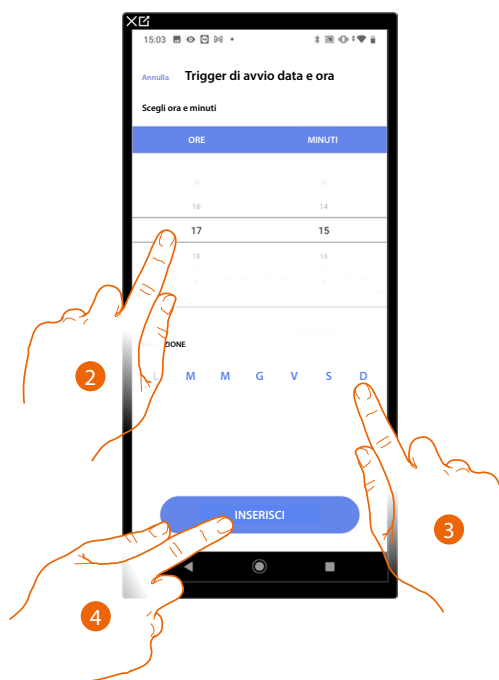 15:03
Annulla Trigger di avvio data e ora
Scegli ora e minuti
ORE MINUTI
16 14
17 15
18 16
ZIONE
L M M G V S D
INSERISCI
2
3
4